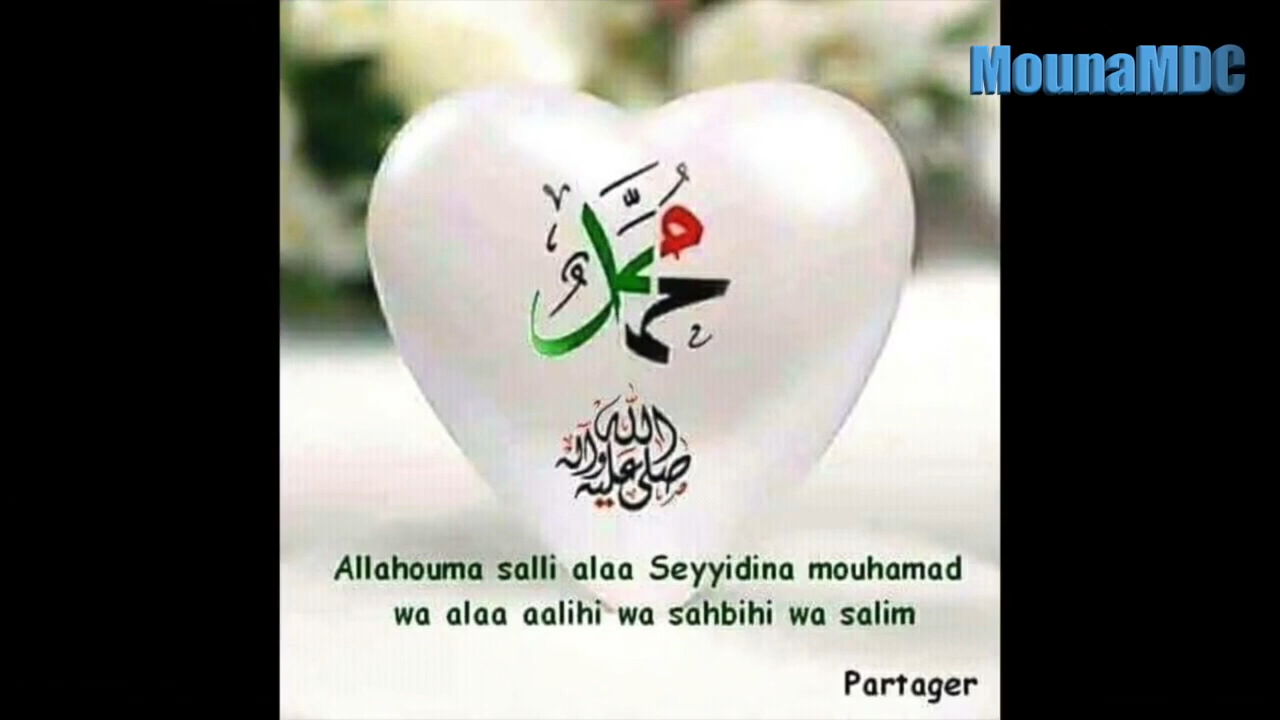 MounaMDC
محمد
صلى الله عليه وآله
Allahouma salli alaa Seyyidina mouhamad
wa alaa aalihi wa sahbihi wa salim
Partager